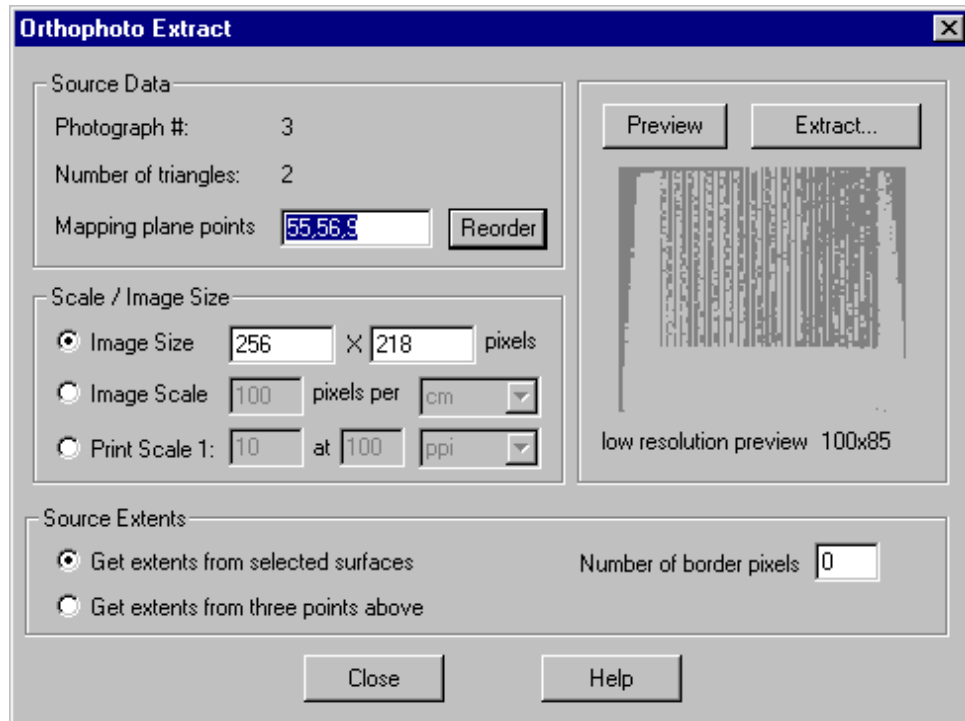 Orthophoto Extract
Source Data
Photograph #: 3
Number of triangles: 2
Mapping plane points 55,56,9 Reorder
Preview Extract...
low resolution preview 100x85
Scale / Image Size
Image Size 256 X 218 pixels
Image Scale 100 pixels per cm
Print Scale 1: 10 at 100 ppi
Source Extents
Get extents from selected surfaces
Number of border pixels 0
Get extents from three points above
Close Help